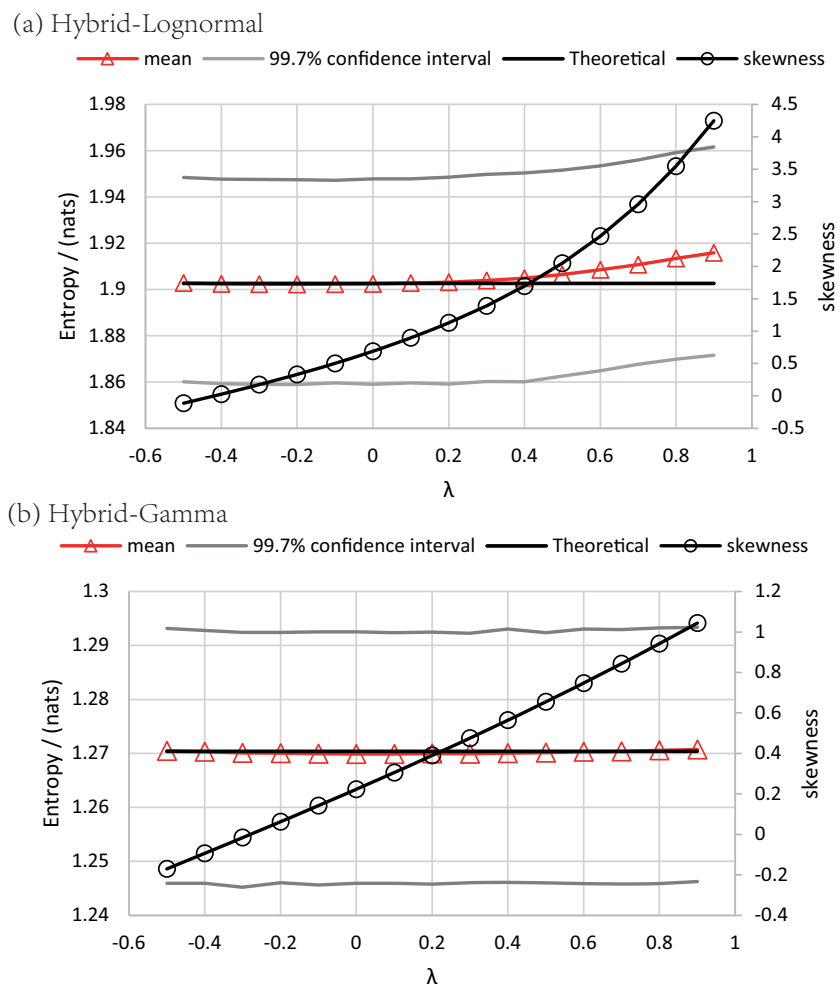 (a) Hybrid-Lognormal
mean 99.7% confidence interval Theoretical skewness
1.98 4.5
1.96 4
3.5
1.94 3
1.92 2.5
2
1.9 1.5
1.88 1
1.86 0.5
0
1.84 -0.5
Entropy / (nats)
skewness
-0.6 -0.4 -0.2 0 0.2 0.4 0.6 0.8 1
λ
(b) Hybrid-Gamma
mean 99.7% confidence interval Theoretical skewness
1.3 1.2
1.29 1
1.28 0.8
0.6
1.27 0.4
1.26 0.2
0
1.25 -0.2
1.24 -0.4
Entropy / (nats)
skewness
-0.6 -0.4 -0.2 0 0.2 0.4 0.6 0.8 1
λ